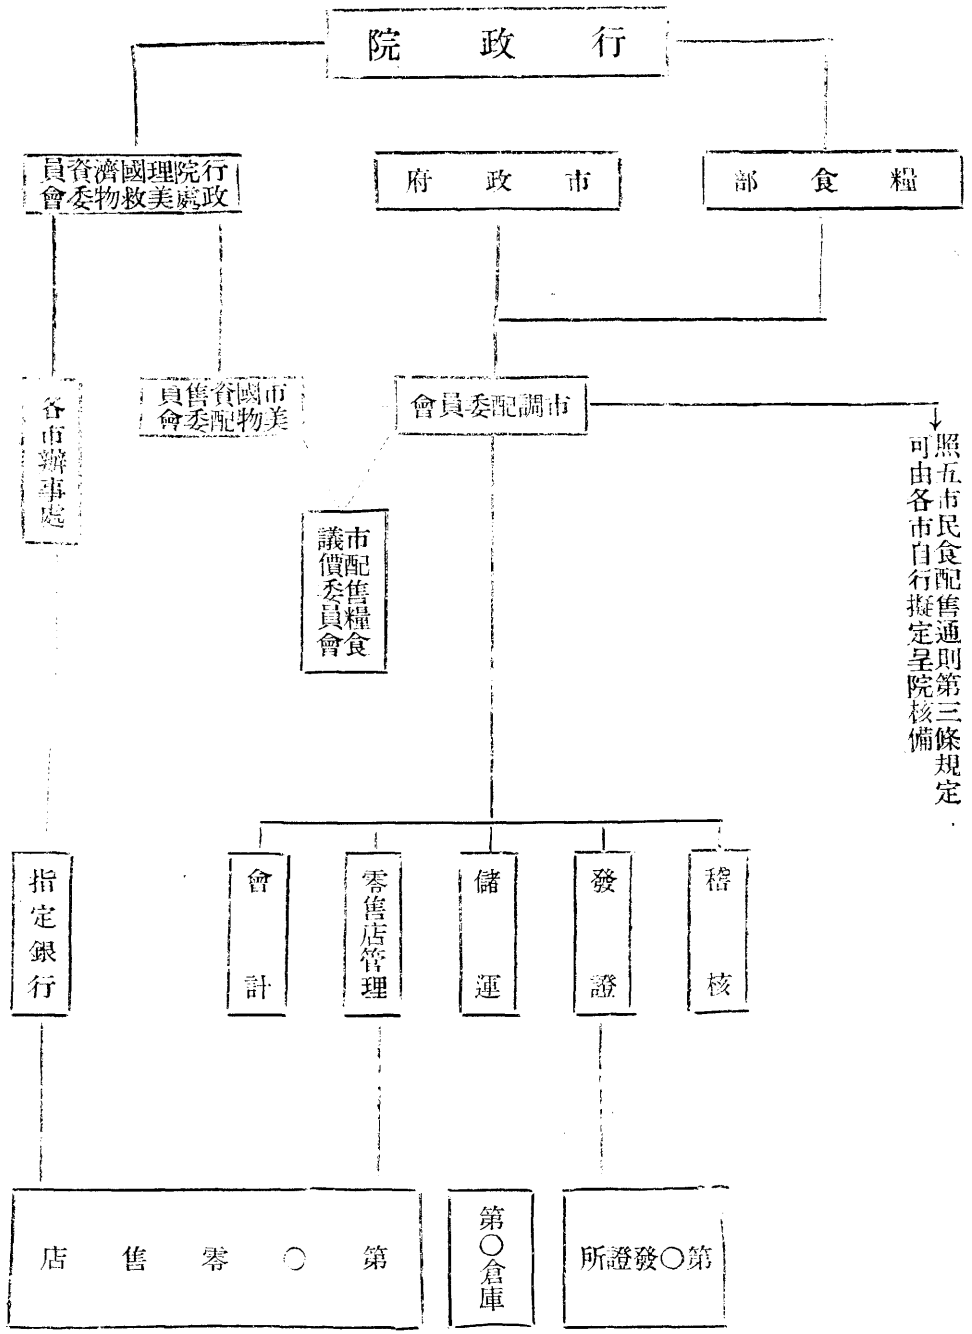 行政院
糧食部
市政府
行政院處理美國救濟物資委員會
市調配委員會
市美國物資配售委員會
各市辦事處
照五市民食配售通則第三條規定
可由各市自行擬定呈院核備
市配售糧食
議價委員會
稽核
發證
儲運
零售店管理
會計
指定銀行
第○發證所
第○倉庫
第○零售店